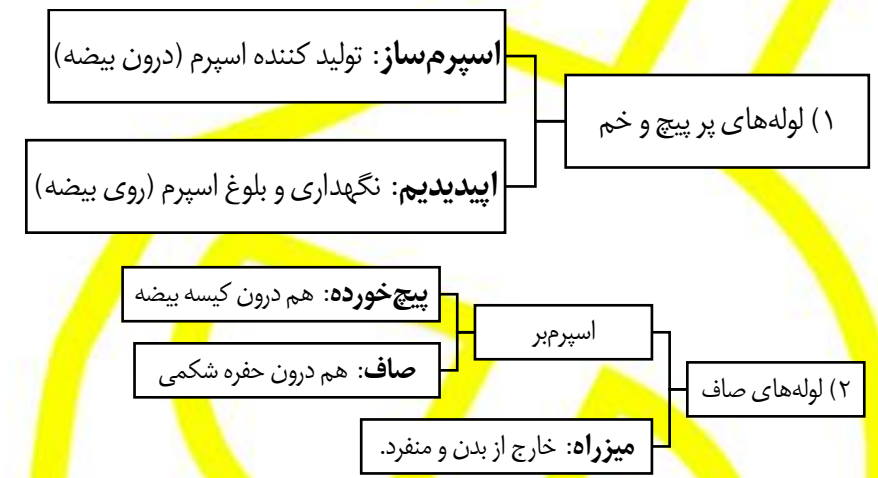 ۱) لوله‌های پر پیچ و خم
اسپرم‌ساز: تولید کننده اسپرم (درون بیضه)
اپیدیدیم: نگهداری و بلوغ اسپرم (روی بیضه)
۲) لوله‌های صاف
اسپرم‌بر
پیچ‌خورده: هم درون کیسه بیضه
صاف: هم درون حفره شکمی
میزراه: خارج از بدن و منفرد.